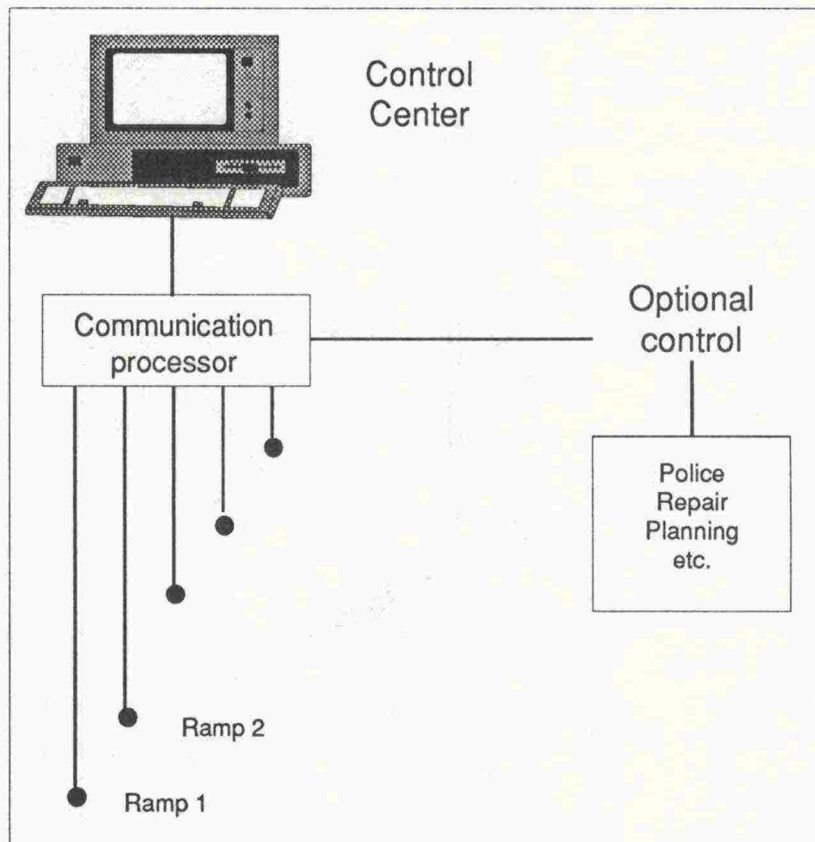 Control
Center
Communication
processor
Optional
control
Police
Repair
Planning
etc.
Ramp 2
Ramp 1